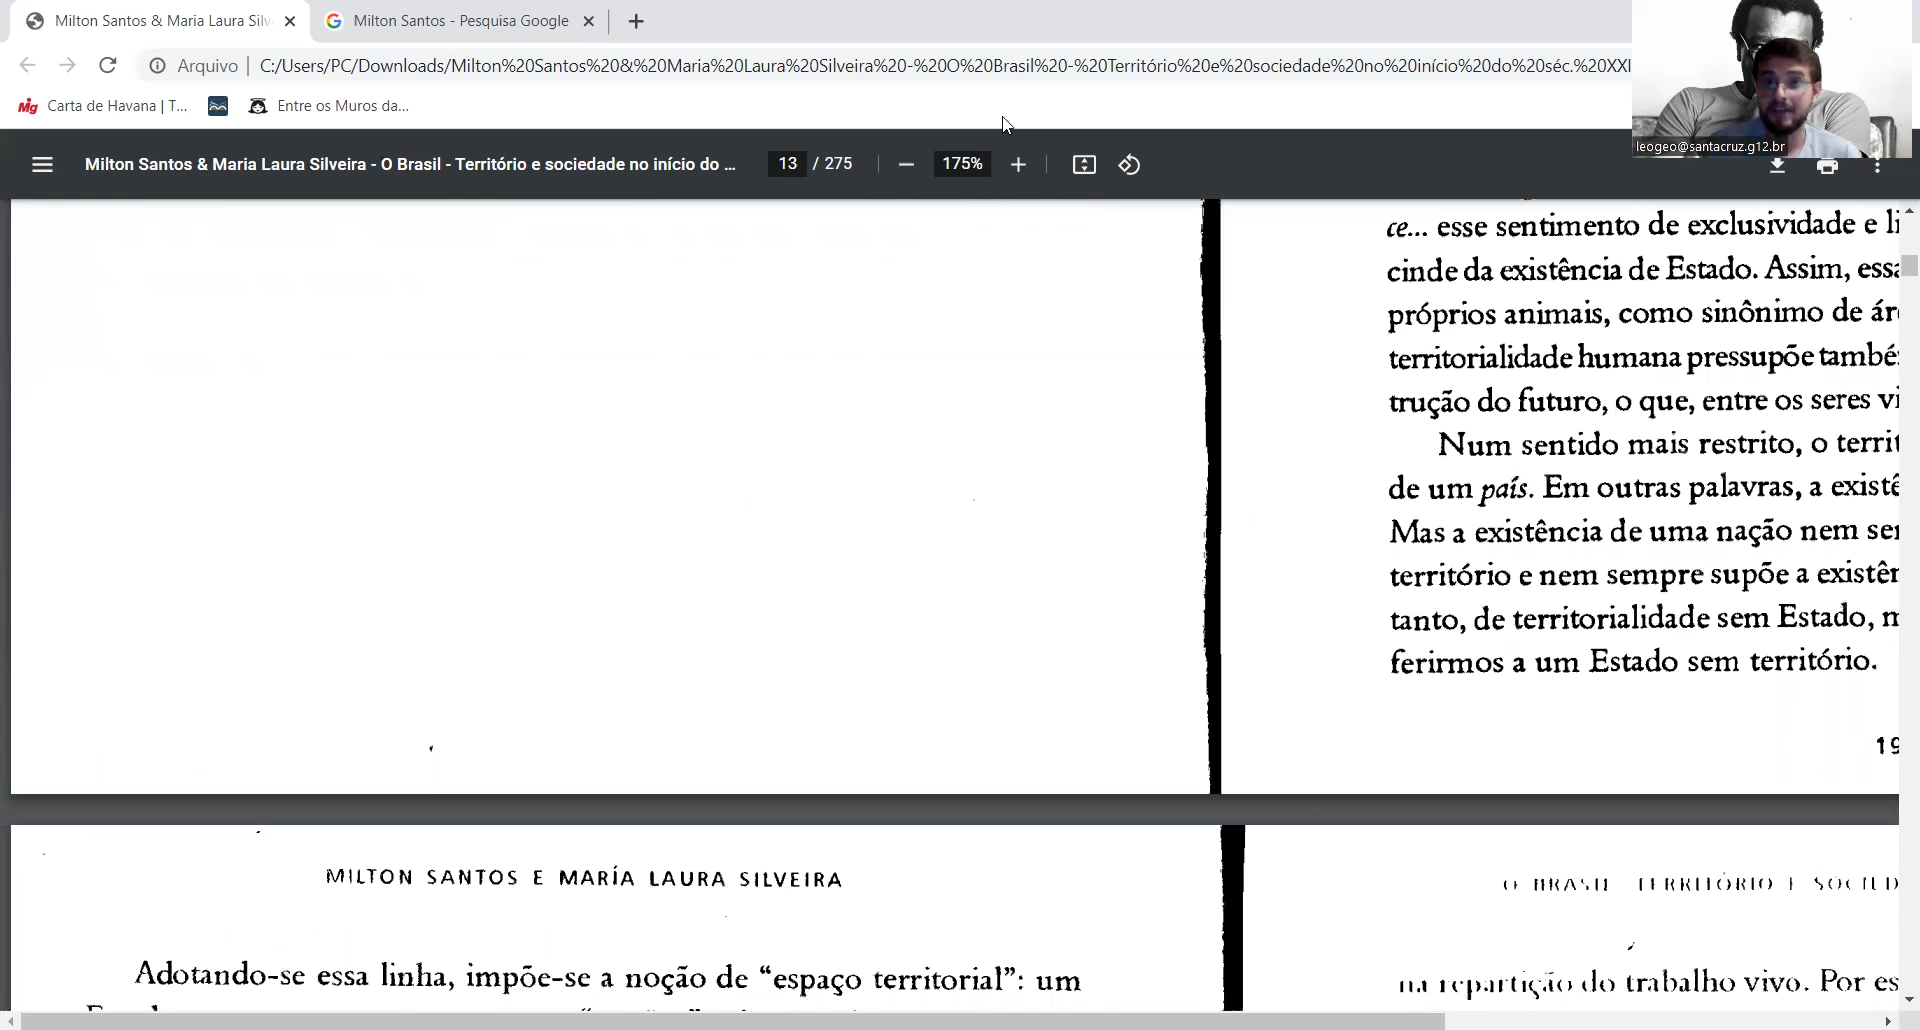 Milton Santos & Maria Laura Silv
Milton Santos - Pesquisa Google
Arquivo
C:/Users/PC/Downloads/Milton%20Santos%20&%20Maria%20Laura%20Silveira%20-%20O%20Brasil%20-%20Território%20e%20sociedade%20no%20início%20do%20séc.%20XXI
Mg Carta de Havana | T...
Entre os Muros da...
leogeo@santacruz.g12.br
Milton Santos & Maria Laura Silveira - O Brasil - Território e sociedade no início do ...
13 / 275
175%
ce... esse sentimento de exclusividade e li
cinde da existência de Estado. Assim, essa
próprios animais, como sinônimo de ár
territorialidade humana pressupõe també
trução do futuro, o que, entre os seres vi
Num sentido mais restrito, o territ
de um país. Em outras palavras, a existê
Mas a existência de uma nação nem ser
território e nem sempre supõe a existên
tanto, de territorialidade sem Estado, m
ferirmos a um Estado sem território.
19
MILTON SANTOS E MARÍA LAURA SILVEIRA
O BRASIL TERRITÓRIO E SOCIED
Adotando-se essa linha, impõe-se a noção de “espaço territorial”: um
na repartição do trabalho vivo. Por es